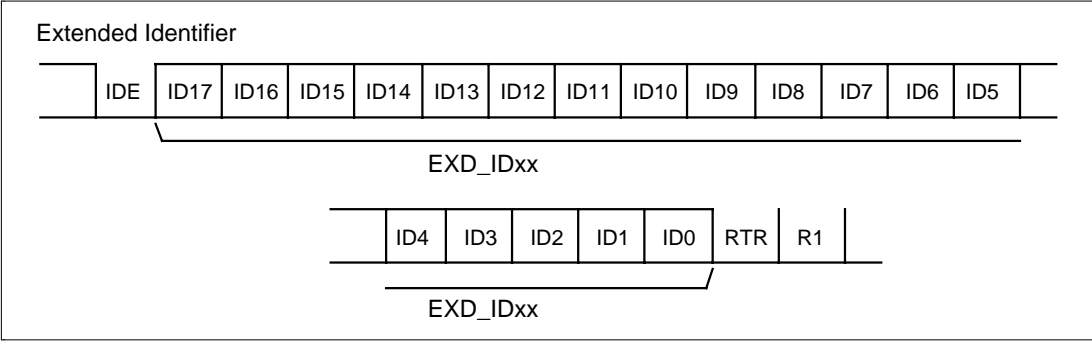 Extended Identifier
IDE ID17 ID16 ID15 ID14 ID13 ID12 ID11 ID10 ID9 ID8 ID7 ID6 ID5
EXD_IDxx
ID4 ID3 ID2 ID1 ID0 RTR R1
EXD_IDxx